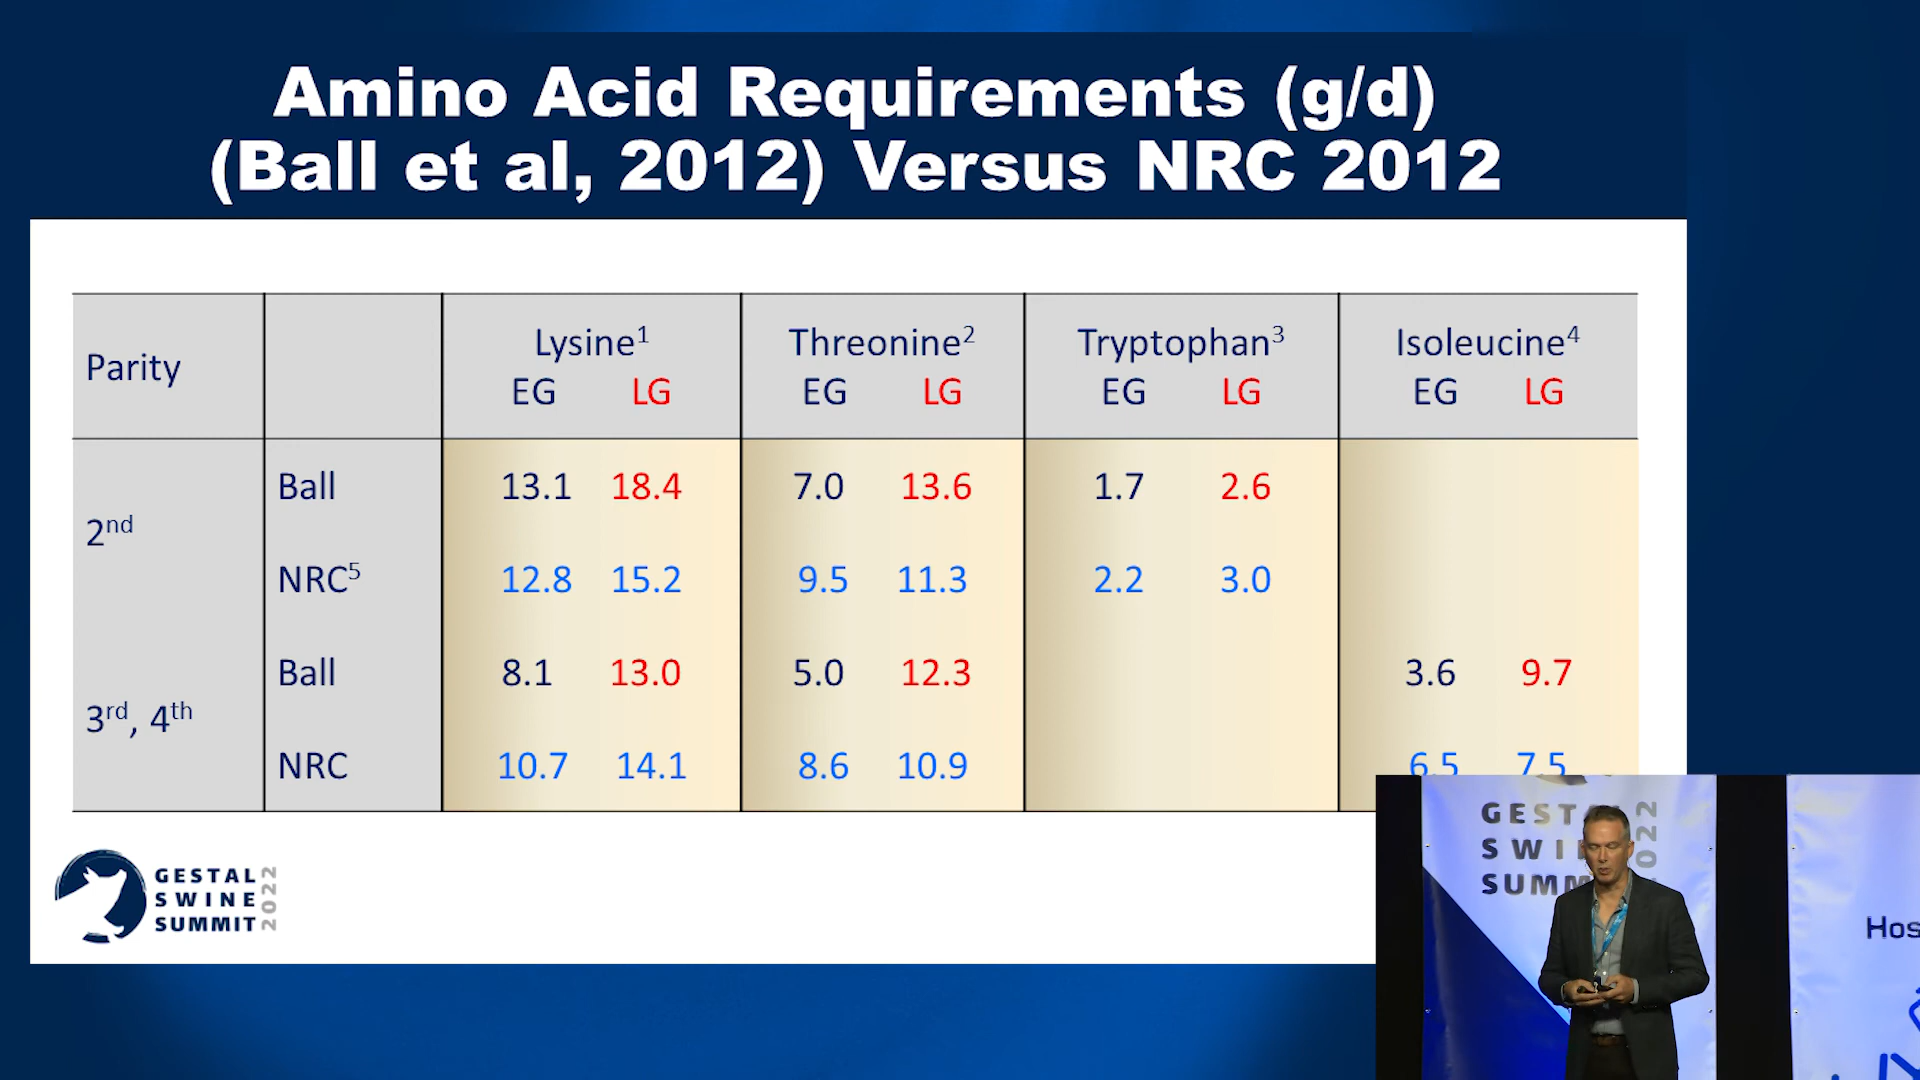 Amino Acid Requirements (g/d)
(Ball et al, 2012) Versus NRC 2012
Parity Lysine¹ Threonine² Tryptophan³ Isoleucine⁴
EG LG EG LG EG LG EG LG
2nd
Ball 13.1 18.4 7.0 13.6 1.7 2.6
NRC⁵ 12.8 15.2 9.5 11.3 2.2 3.0
3rd, 4th
Ball 8.1 13.0 5.0 12.3 3.6 9.7
NRC 10.7 14.1 8.6 10.9 6.5 7.5
GESTAL
SWINE
SUMMIT
2022